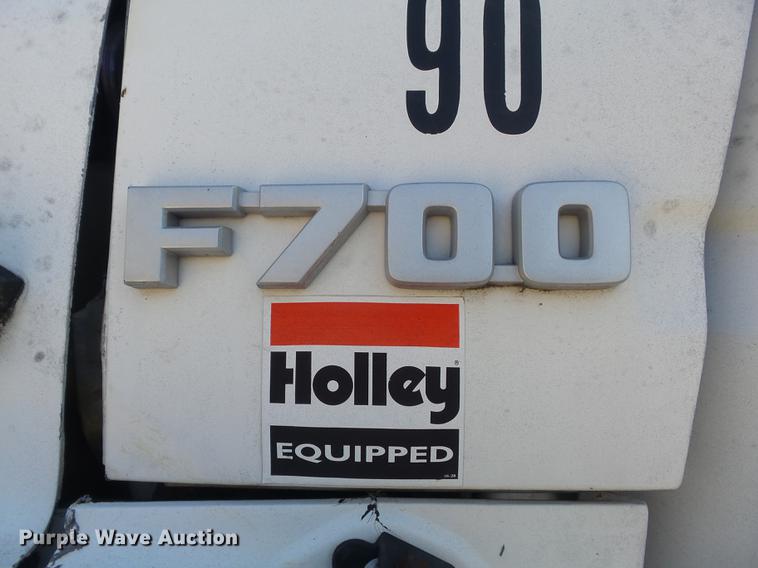 90
F700
Holley®
EQUIPPED
Purple Wave Auction